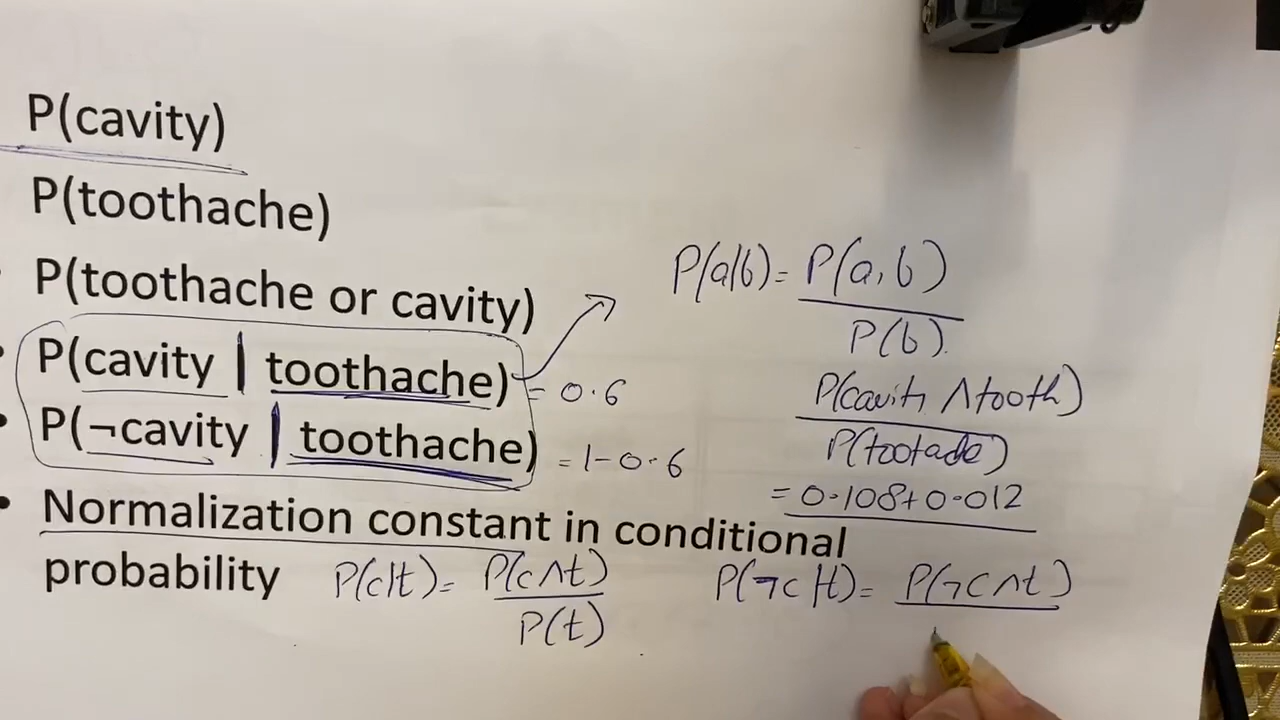 P(cavity)
P(toothache)
P(toothache or cavity)
• P(cavity | toothache) = 0.6
• P(¬cavity | toothache) = 1-0.6
• Normalization constant in conditional
probability
P(a|b) = P(a,b)
P(b)
P(cavity ∧ tooth)
P(tootache)
= 0.108+0.012
P(c|t) = P(c∧t)
P(t)
P(¬c|t) = P(¬c∧t)